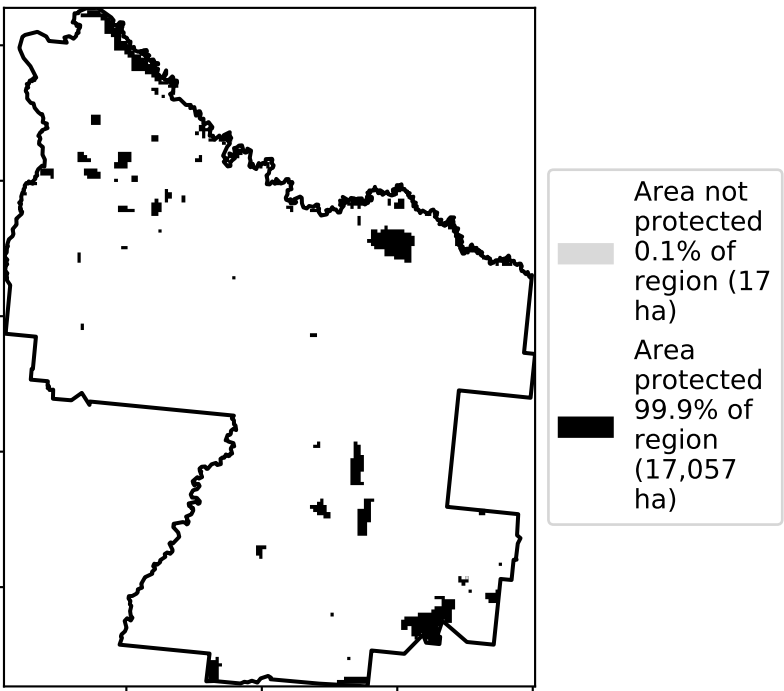 Area not
protected
0.1% of
region (17
ha)
Area
protected
99.9% of
region
(17,057
ha)